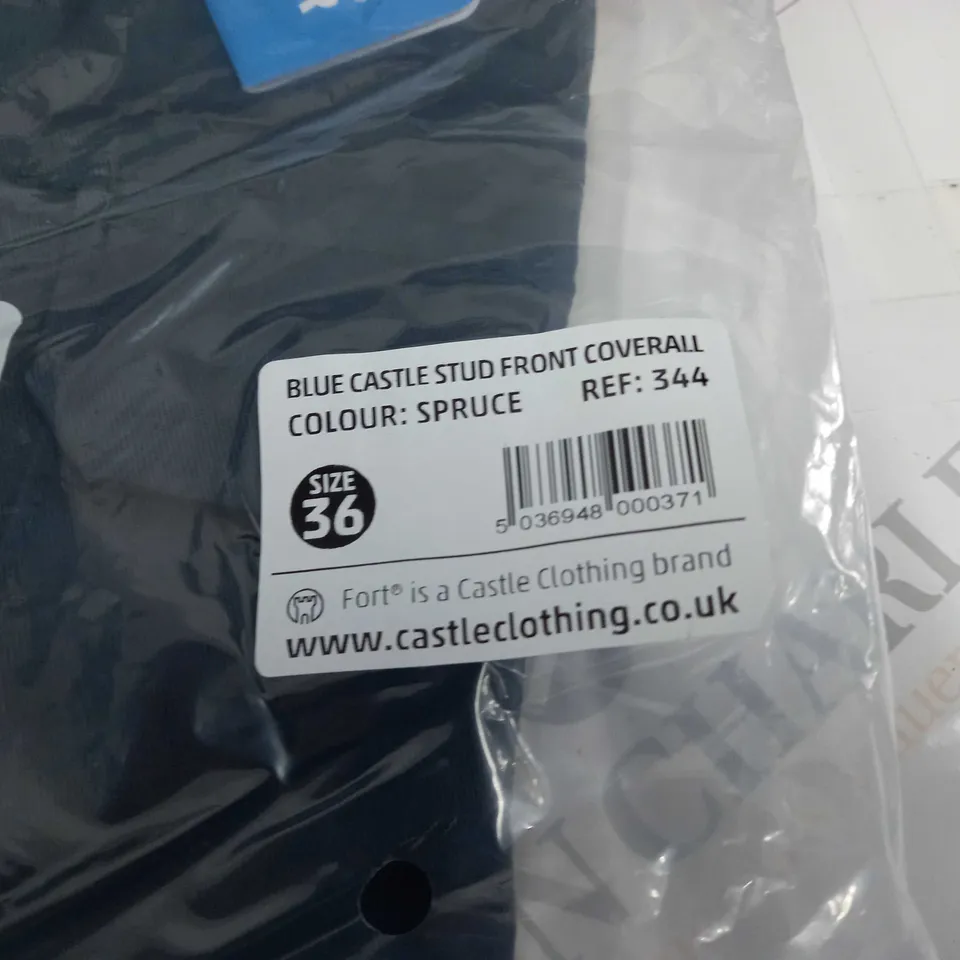 BLUE CASTLE STUD FRONT COVERALL
COLOUR: SPRUCE REF: 344
SIZE
36
5 036948 000371
Fort® is a Castle Clothing brand
www.castleclothing.co.uk